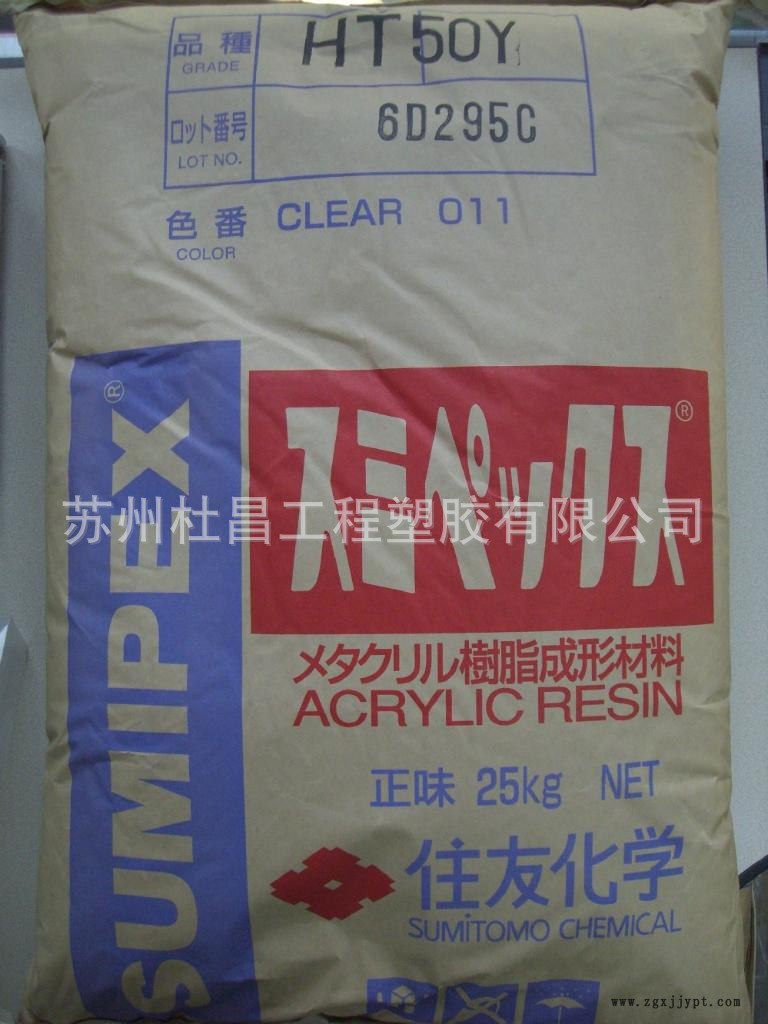 品種 HT50Y
GRADE
ロット番号 6D295C
LOT NO.
色番 CLEAR 011
COLOR
SUMIPEX®
スミペックス®
苏州杜昌工程塑胶有限公司
メタクリル樹脂成形材料
ACRYLIC RESIN
正味 25kg NET
住友化学
SUMITOMO CHEMICAL
www.zgxjjypt.com